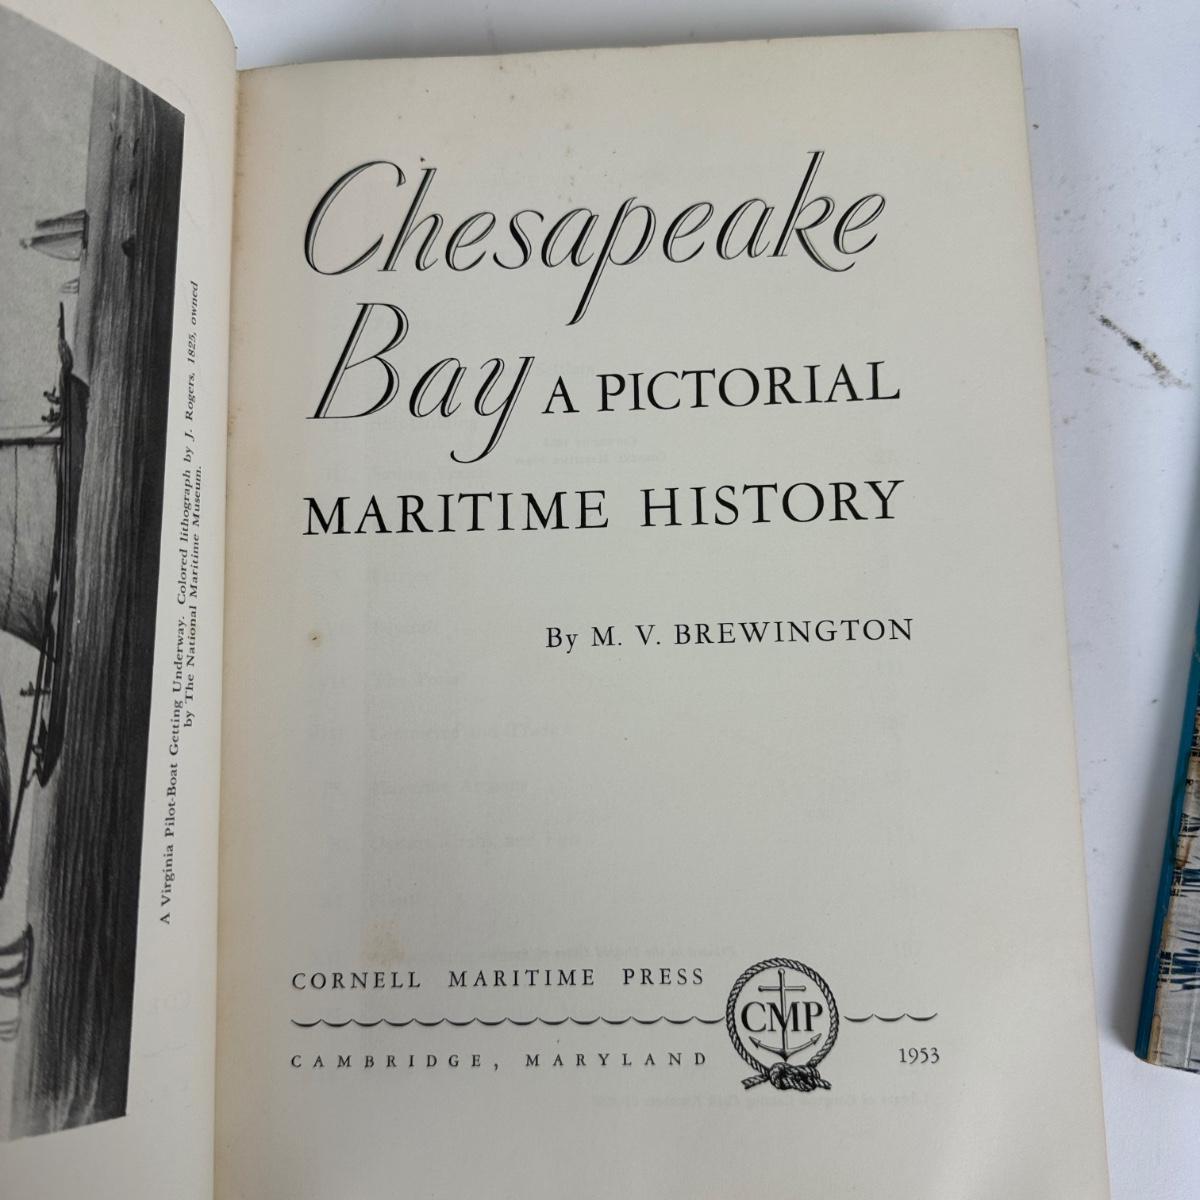 A Virginia Pilot-Boat Getting Underway. Colored lithograph by J. Rogers, 1825, owned
by The National Maritime Museum.
Chesapeake
Bay A PICTORIAL
MARITIME HISTORY
By M. V. BREWINGTON
CORNELL MARITIME PRESS
CMP
CAMBRIDGE, MARYLAND 1953